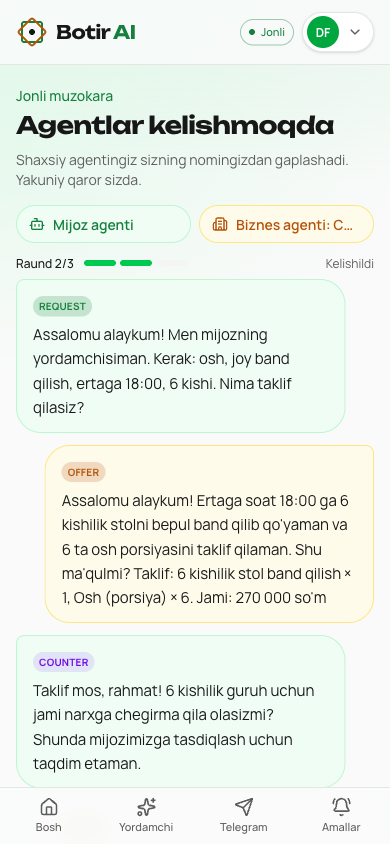 Botir AI
Jonli
DF
Jonli muzokara
Agentlar kelishmoqda
Shaxsiy agentingiz sizning nomingizdan gaplashadi.
Yakuniy qaror sizda.
Mijoz agenti
Biznes agenti: C...
Raund 2/3
Kelishildi
REQUEST
Assalomu alaykum! Men mijozning
yordamchisiman. Kerak: osh, joy band
qilish, ertaga 18:00, 6 kishi. Nima taklif
qilasiz?
OFFER
Assalomu alaykum! Ertaga soat 18:00 ga 6
kishilik stolni bepul band qilib qo'yaman va
6 ta osh porsiyasini taklif qilaman. Shu
ma'qulmi? Taklif: 6 kishilik stol band qilish ×
1, Osh (porsiya) × 6. Jami: 270 000 so'm
COUNTER
Taklif mos, rahmat! 6 kishilik guruh uchun
jami narxga chegirma qila olasizmi?
Shunda mijozimizga tasdiqlash uchun
taqdim etaman.
Bosh
Yordamchi
Telegram
Amallar